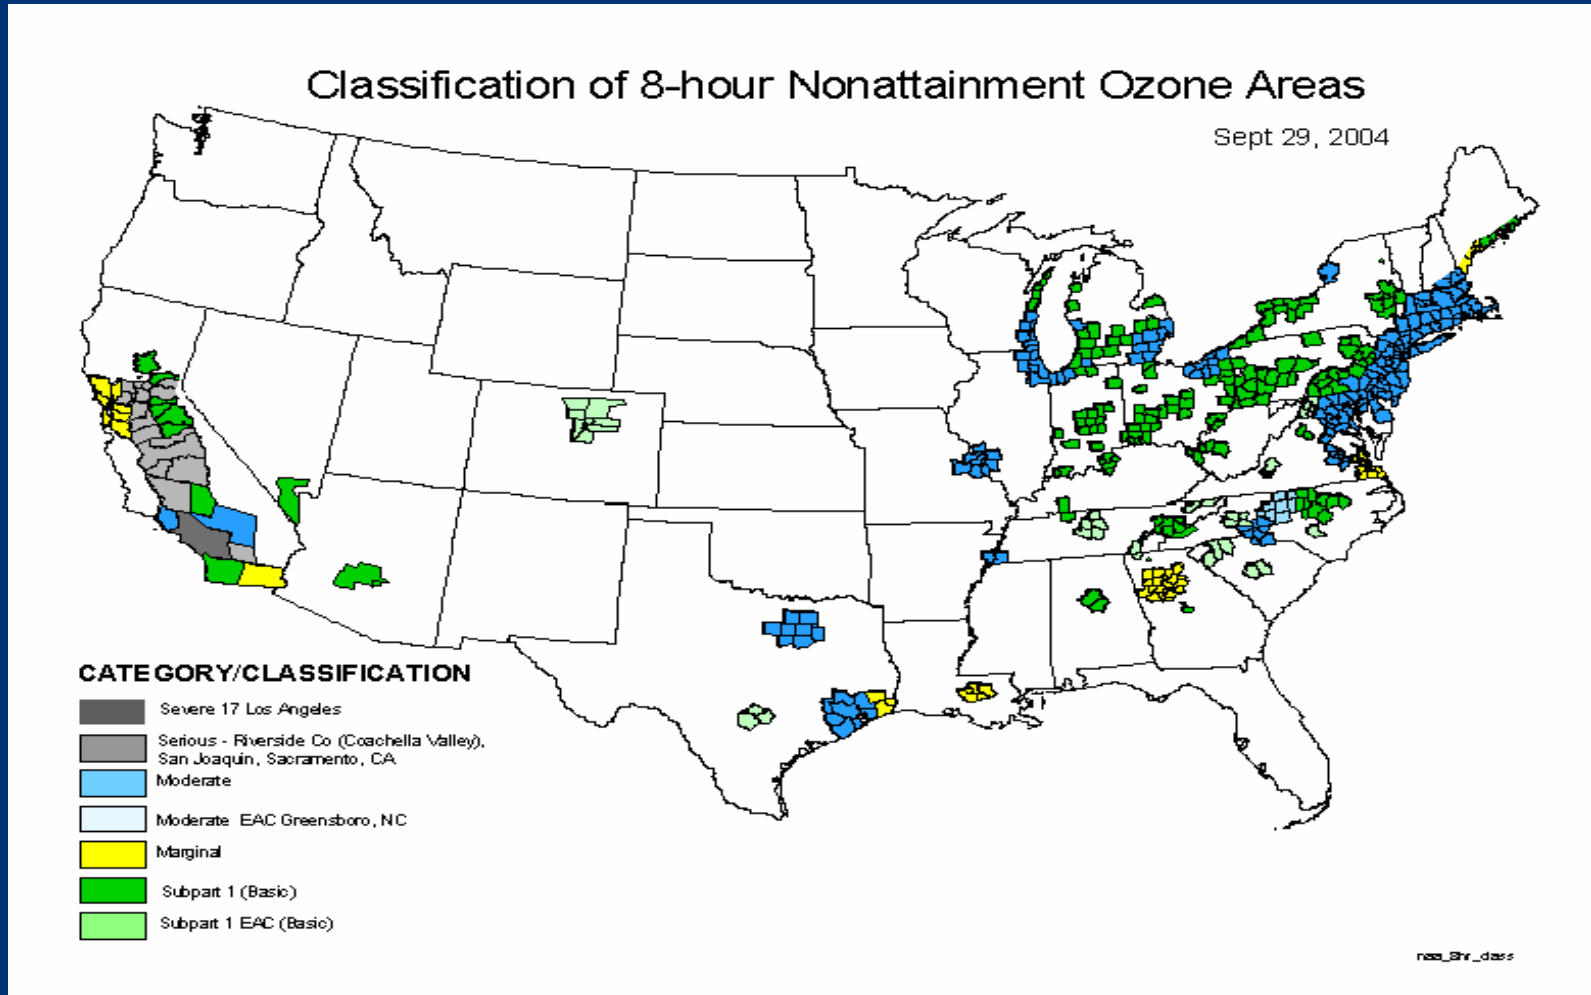 Classification of 8-hour Nonattainment Ozone Areas
Sept 29, 2004
CATEGORY/CLASSIFICATION
Severe 17 Los Angeles
Serious - Riverside Co (Coachella Valley),
San Joaquin, Sacramento, CA
Moderate
Moderate EAC Greensboro, NC
Marginal
Subpart 1 (Basic)
Subpart 1 EAC (Basic)
naa_8hr_class